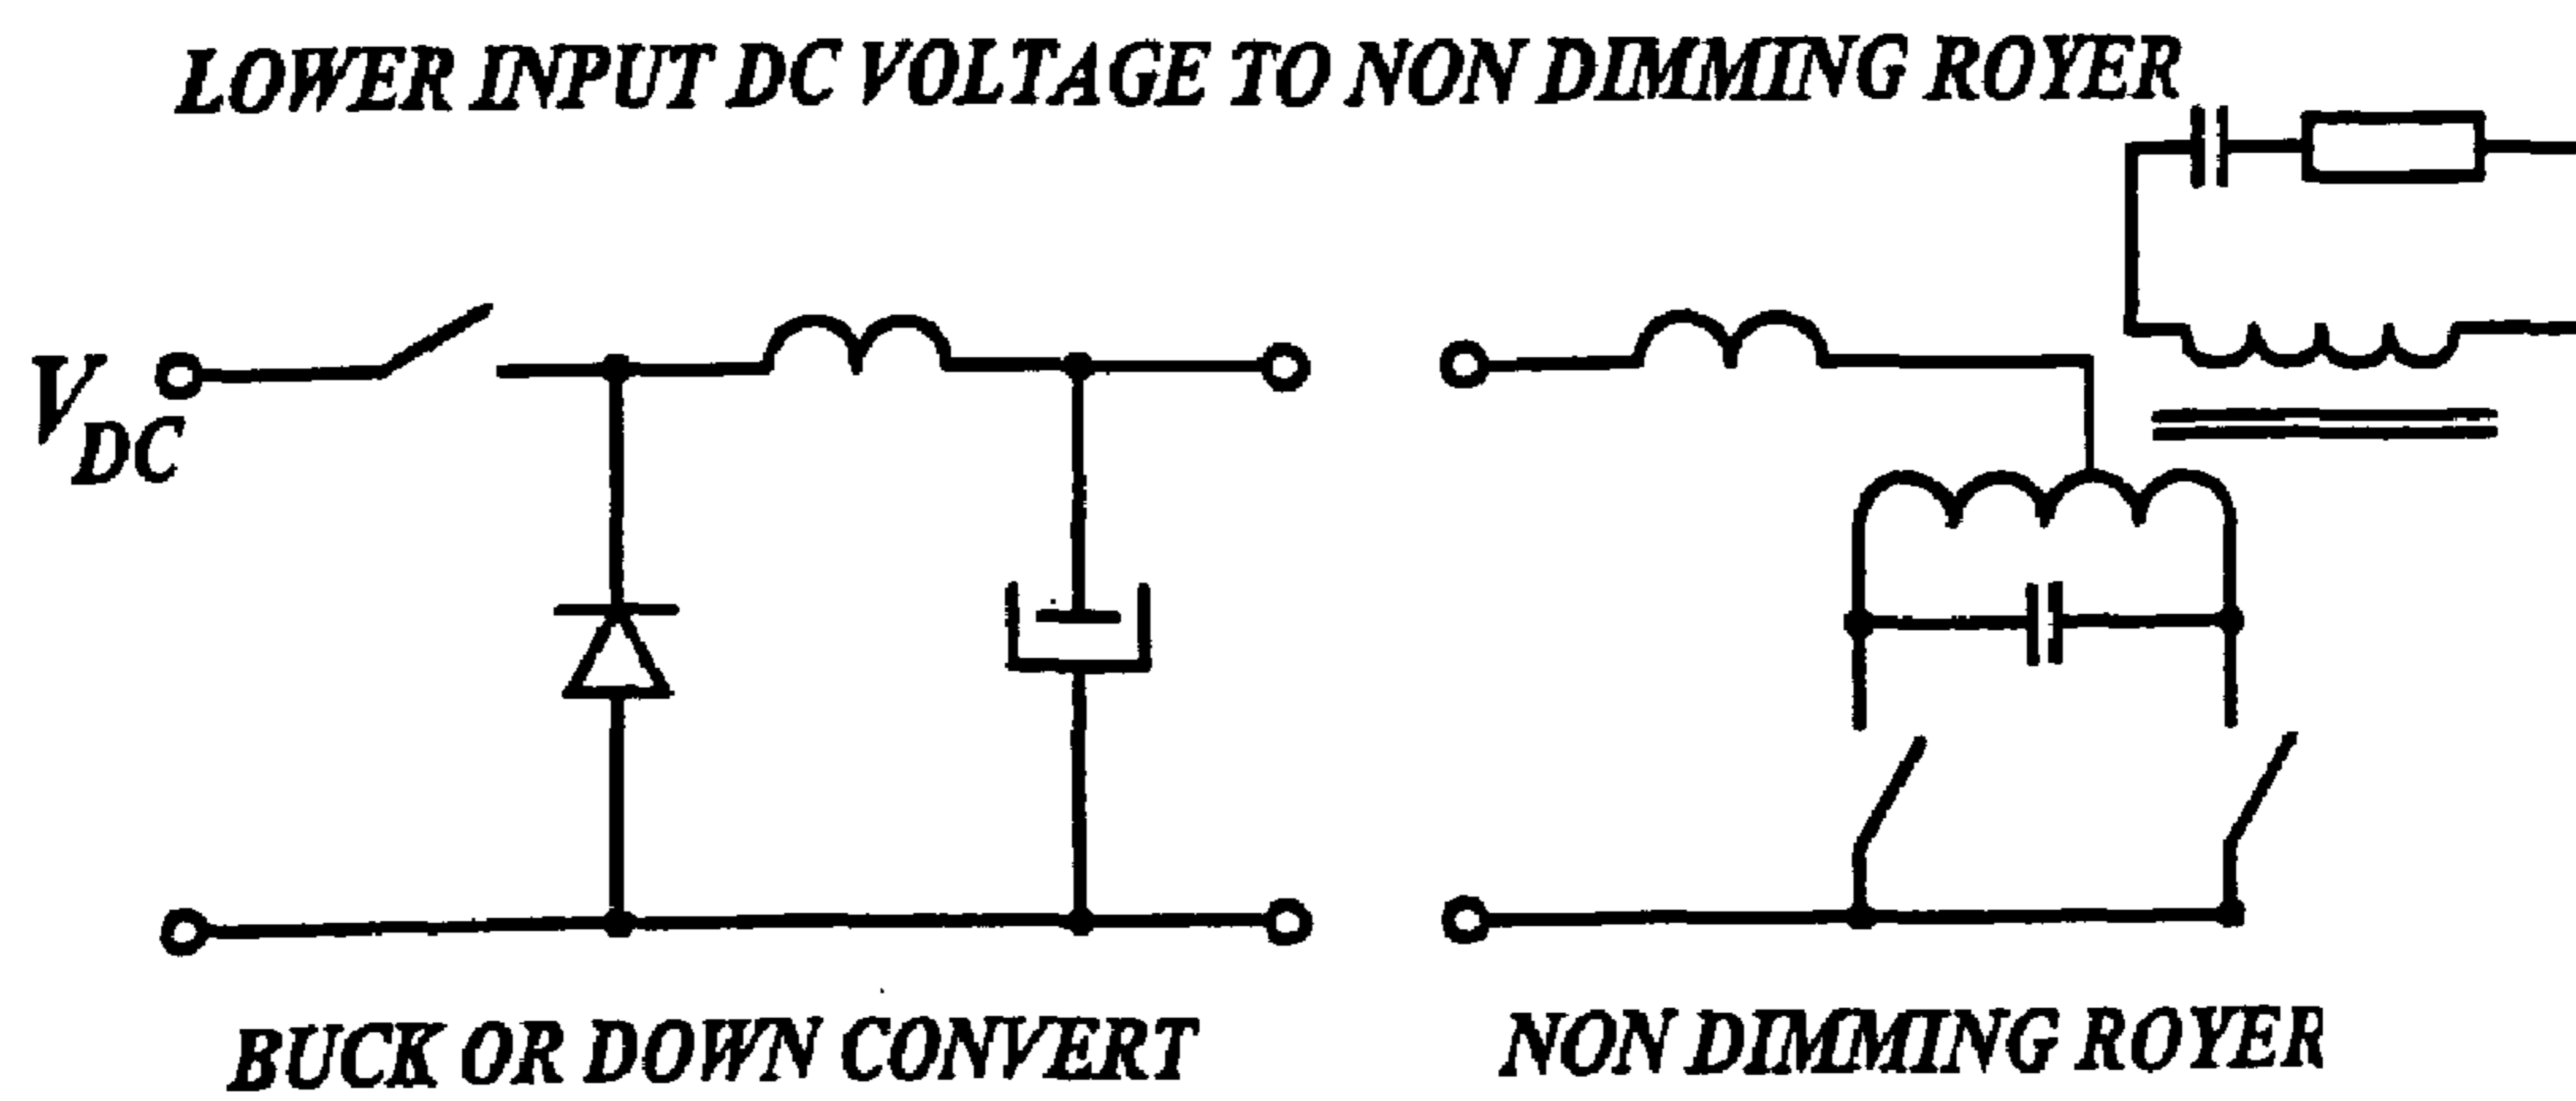 LOWER INPUT DC VOLTAGE TO NON DIMMING ROYER
VDC
BUCK OR DOWN CONVERT
NON DIMMING ROYER